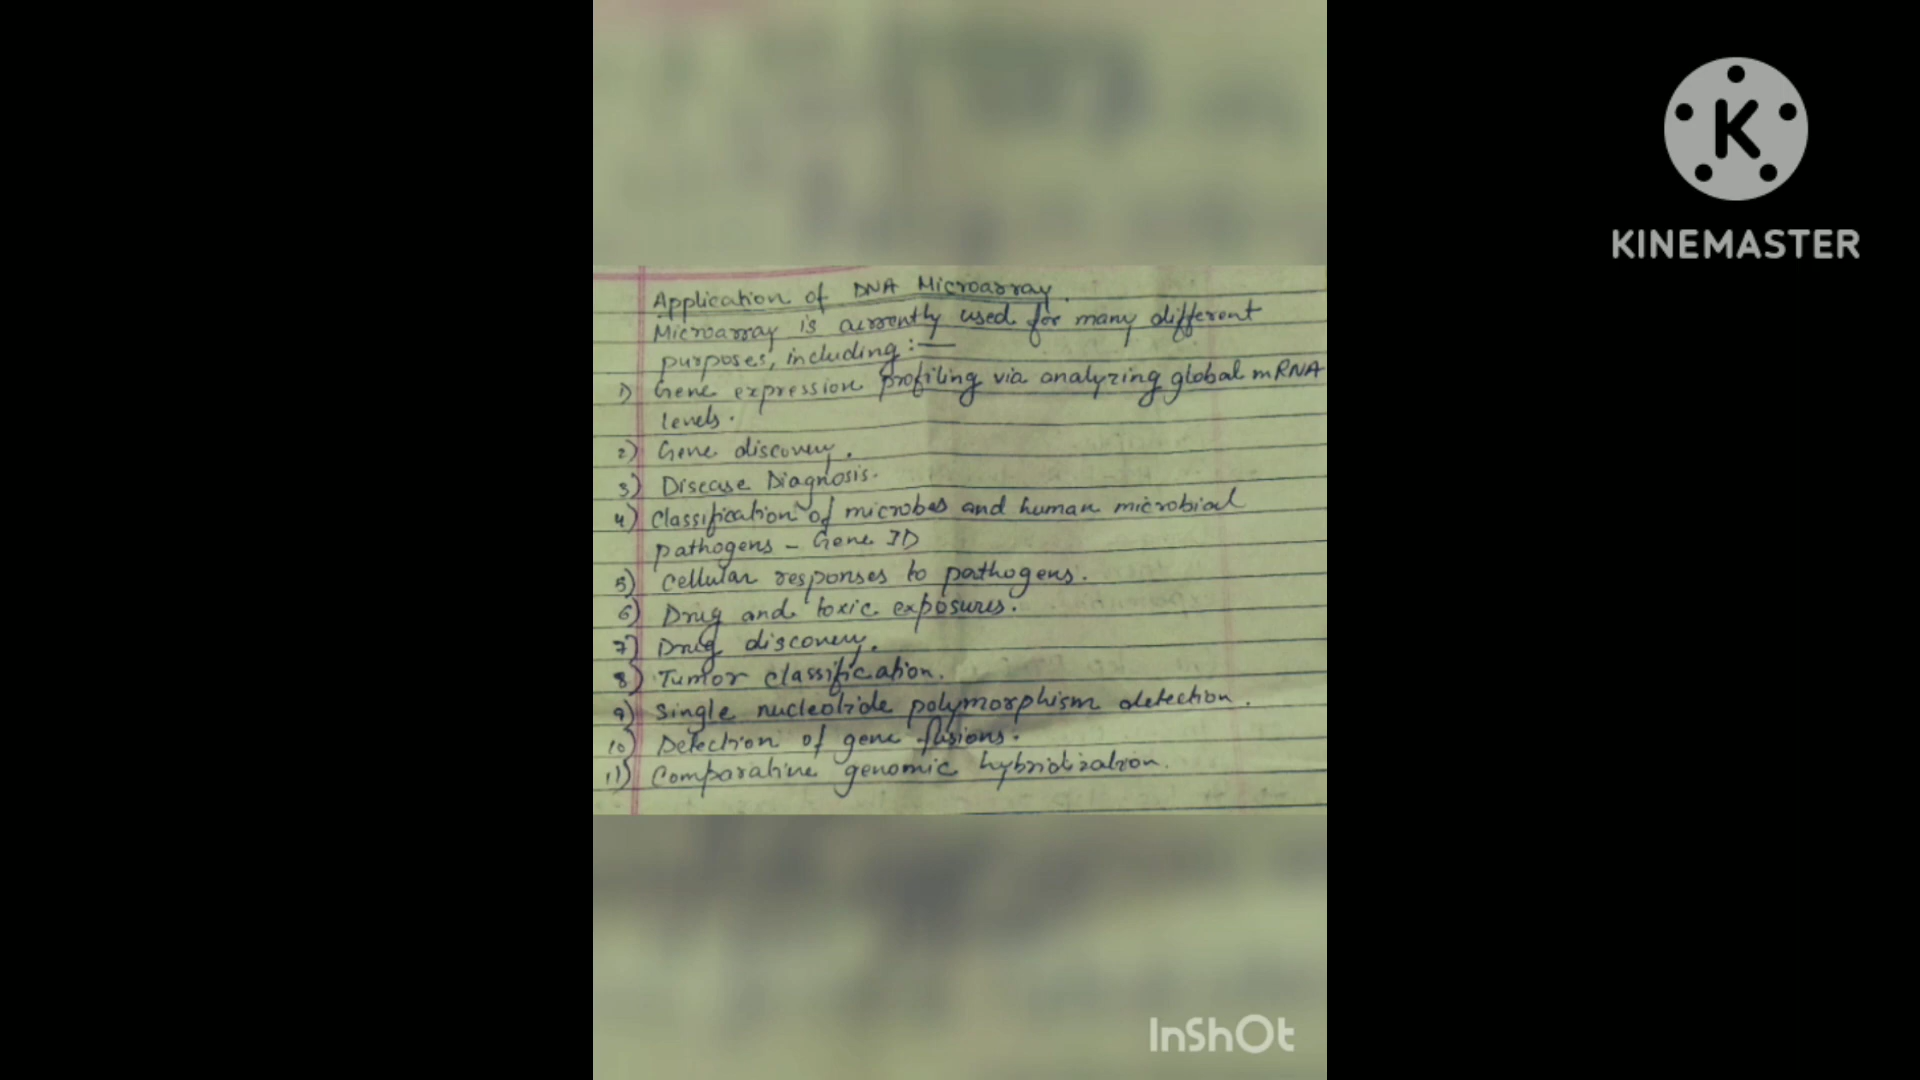 Application of DNA Microarray.
Microarray is currently used for many different
purposes, including :—
1) Gene expression profiling via analyzing global mRNA
levels.
2) Gene discovery.
3) Disease Diagnosis.
4) Classification of microbes and human microbial
pathogens - Gene ID
5) Cellular responses to pathogens.
6) Drug and toxic exposures.
7) Drug discovery.
8) Tumor classification.
9) Single nucleotide polymorphism detection.
10) Detection of gene fusions.
11) Comparative genomic hybridization.
K
KINEMASTER
InShOt